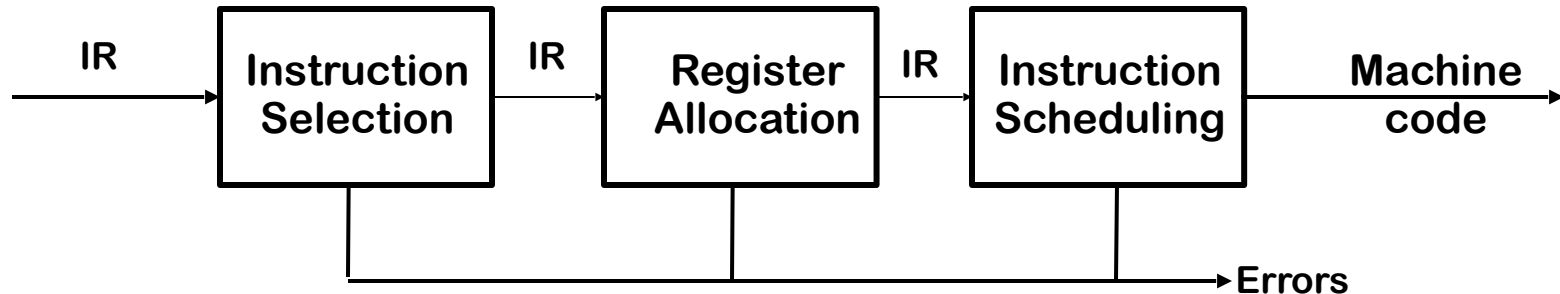 IR
Instruction
Selection
IR
Register
Allocation
IR
Instruction
Scheduling
Machine
code
Errors